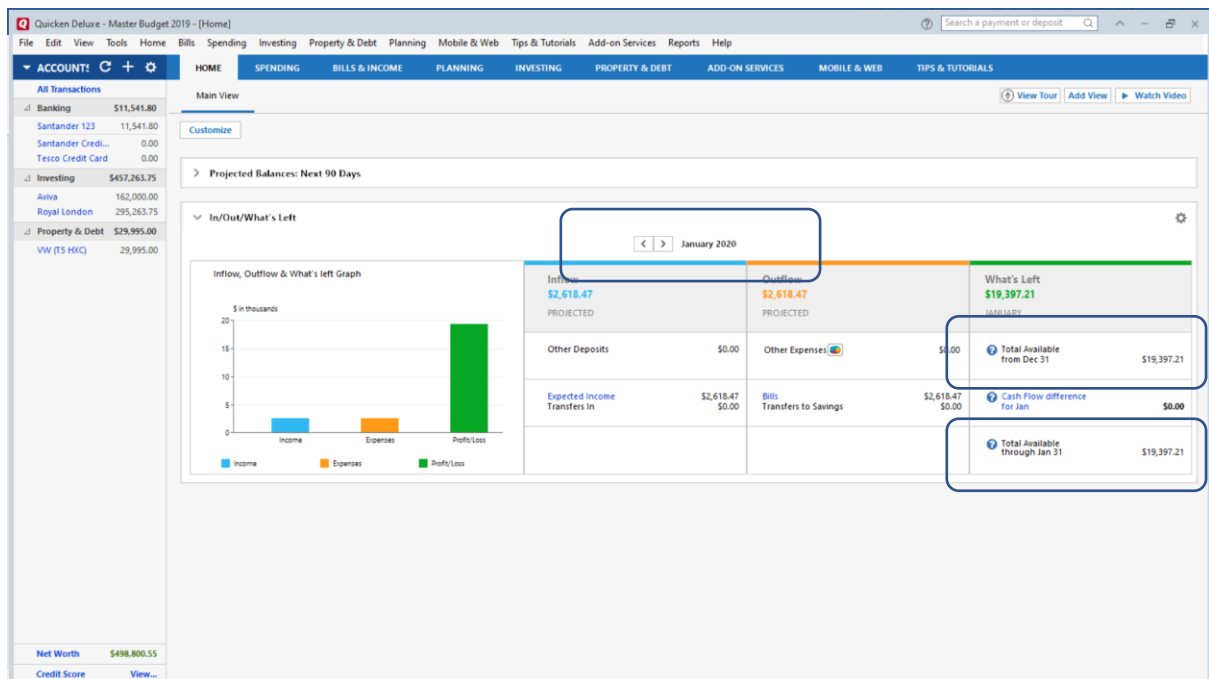 Quicken Deluxe - Master Budget 2019 - [Home]
Search a payment or deposit
File Edit View Tools Home Bills Spending Investing Property & Debt Planning Mobile & Web Tips & Tutorials Add-on Services Reports Help
ACCOUNTS
HOME SPENDING BILLS & INCOME PLANNING INVESTING PROPERTY & DEBT ADD-ON SERVICES MOBILE & WEB TIPS & TUTORIALS
All Transactions
Banking $11,541.80
Santander 123 11,541.80
Santander Credi... 0.00
Tesco Credit Card 0.00
Investing $457,263.75
Aviva 162,000.00
Royal London 295,263.75
Property & Debt $29,995.00
VW (T5 HXC) 29,995.00
Net Worth $498,800.55
Credit Score View...
Main View
View Tour Add View Watch Video
Customize
Projected Balances: Next 90 Days
In/Out/What's Left
January 2020
Inflow, Outflow & What's left Graph
$ in thousands
20
15
10
5
0
Income Expenses Profit/Loss
Income Expenses Profit/Loss
Inflow
$2,618.47
PROJECTED
Other Deposits $0.00
Expected Income $2,618.47
Transfers In $0.00
Outflow
$2,618.47
PROJECTED
Other Expenses $0.00
Bills $2,618.47
Transfers to Savings $0.00
What's Left
$19,397.21
JANUARY
Total Available
from Dec 31 $19,397.21
Cash Flow difference
for Jan $0.00
Total Available
through Jan 31 $19,397.21